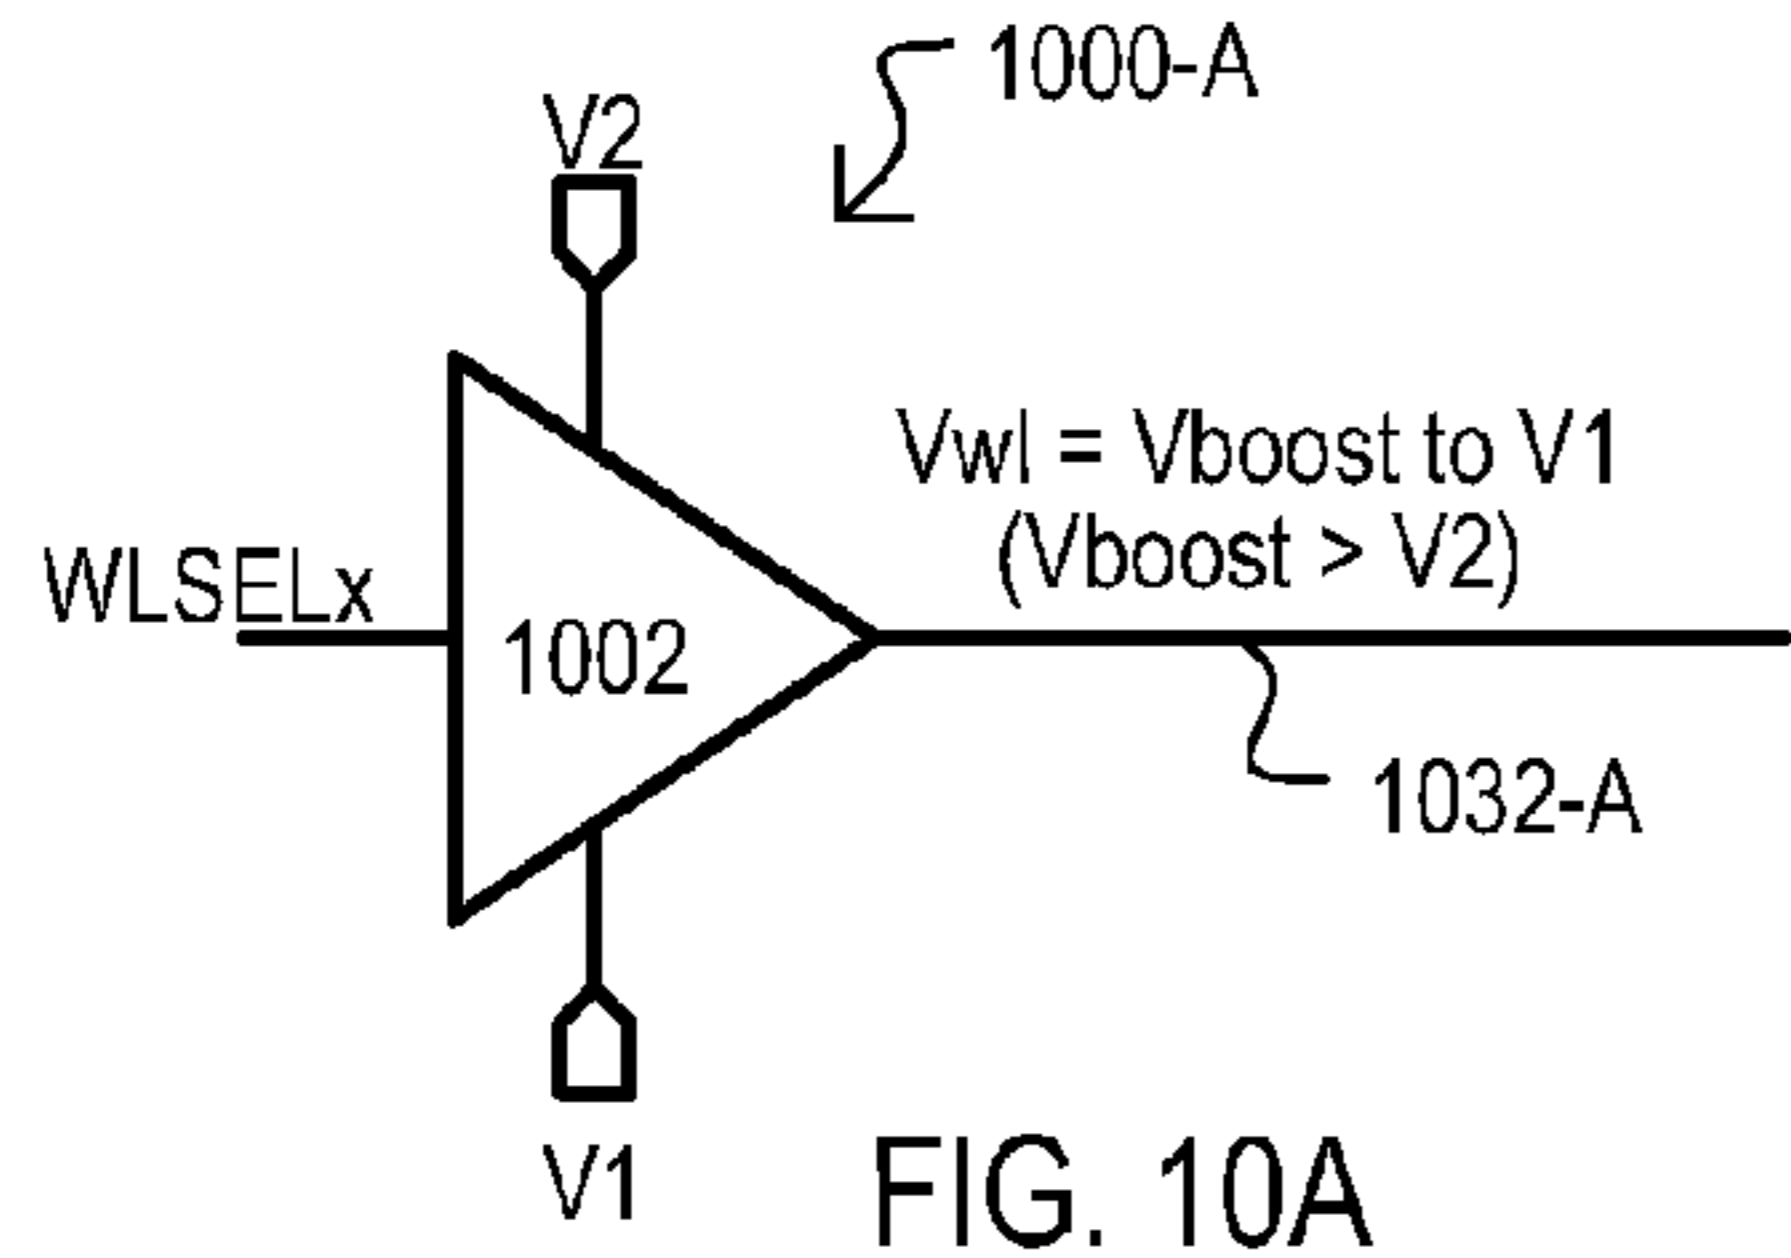 1000-A
V2
Vwl = Vboost to V1
(Vboost > V2)
WLSELx
1002
1032-A
V1
FIG. 10A